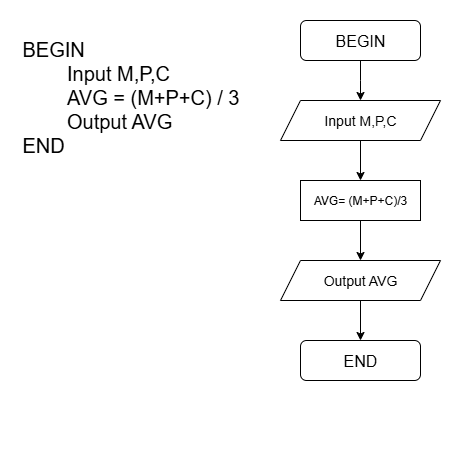 BEGIN
Input M,P,C
AVG = (M+P+C) / 3
Output AVG
END
BEGIN
Input M,P,C
AVG= (M+P+C)/3
Output AVG
END